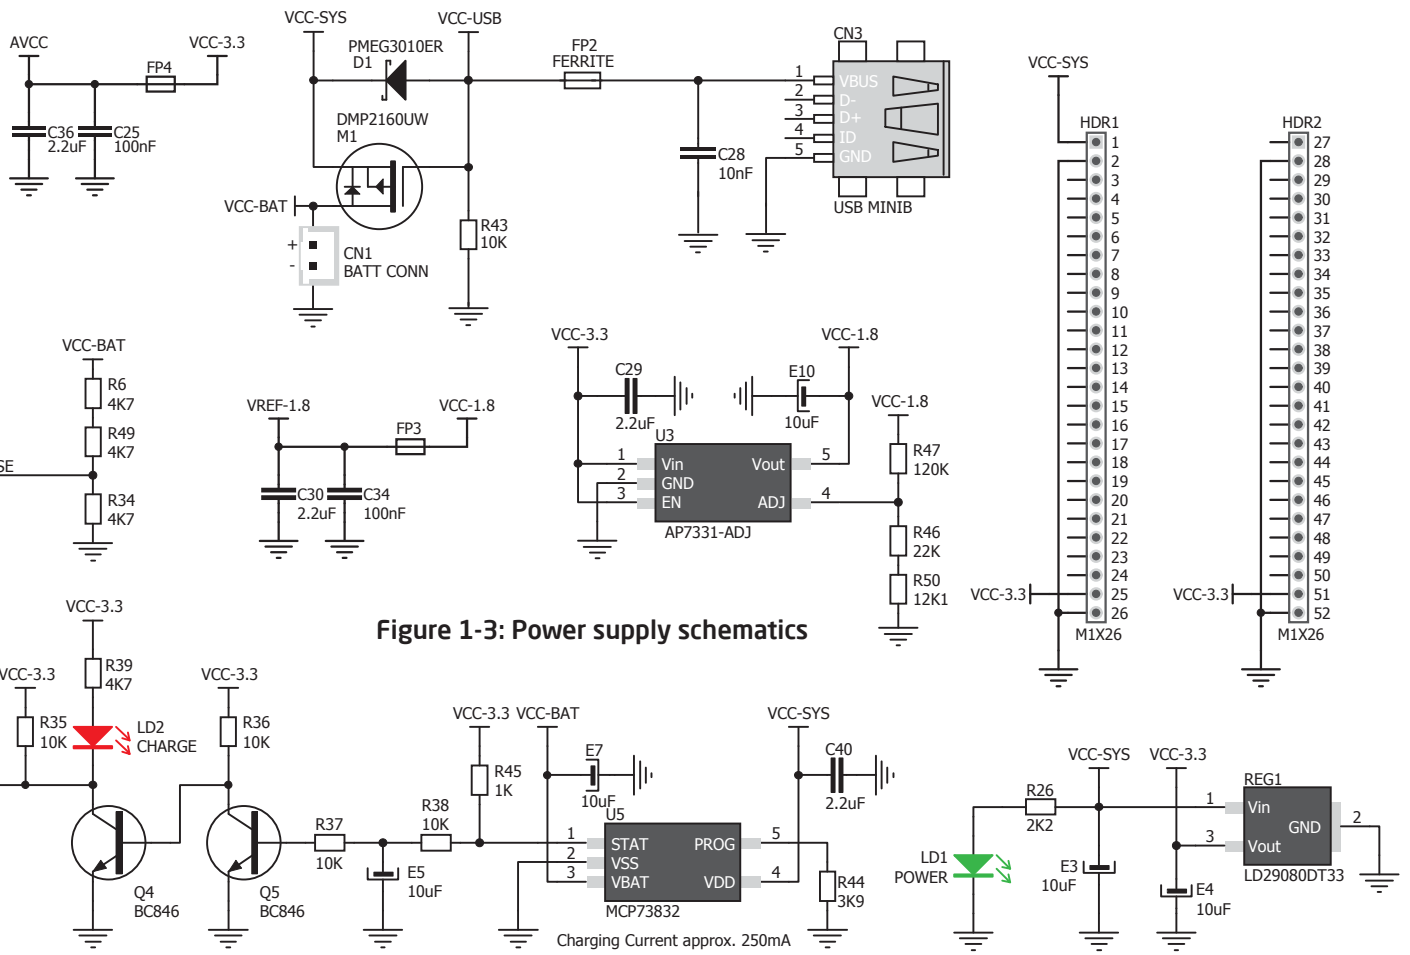 AVCC
VCC-3.3
FP4
C36
2.2uF
C25
100nF
VCC-SYS
VCC-USB
PMEG3010ER
D1
DMP2160UW
M1
VCC-BAT
+
-
CN1
BATT CONN
R43
10K
FP2
FERRITE
C28
10nF
CN3
1 VBUS
2 D-
3 D+
4 ID
5 GND
USB MINIB
VCC-SYS
HDR1
1
2
3
4
5
6
7
8
9
10
11
12
13
14
15
16
17
18
19
20
21
22
23
24
VCC-3.3 25
26
M1X26
HDR2
27
28
29
30
31
32
33
34
35
36
37
38
39
40
41
42
43
44
45
46
47
48
49
50
VCC-3.3 51
52
M1X26
VCC-BAT
R6
4K7
R49
4K7
SE
R34
4K7
VREF-1.8
VCC-1.8
FP3
C30
2.2uF
C34
100nF
VCC-3.3
VCC-1.8
C29
2.2uF
E10
10uF
VCC-1.8
U3
1 Vin
2 GND
3 EN
Vout 5
ADJ 4
AP7331-ADJ
R47
120K
R46
22K
R50
12K1
Figure 1-3: Power supply schematics
VCC-3.3
R39
4K7
VCC-3.3
R35
10K
LD2
CHARGE
VCC-3.3
R36
10K
Q4
BC846
Q5
BC846
R37
10K
E5
10uF
R38
10K
VCC-3.3
R45
1K
VCC-BAT
E7
10uF
U5
1 STAT
2 VSS
3 VBAT
PROG 5
VDD 4
MCP73832
VCC-SYS
C40
2.2uF
R44
3K9
Charging Current approx. 250mA
LD1
POWER
R26
2K2
VCC-SYS
VCC-3.3
E3
10uF
E4
10uF
REG1
1 Vin
GND 2
3 Vout
LD29080DT33